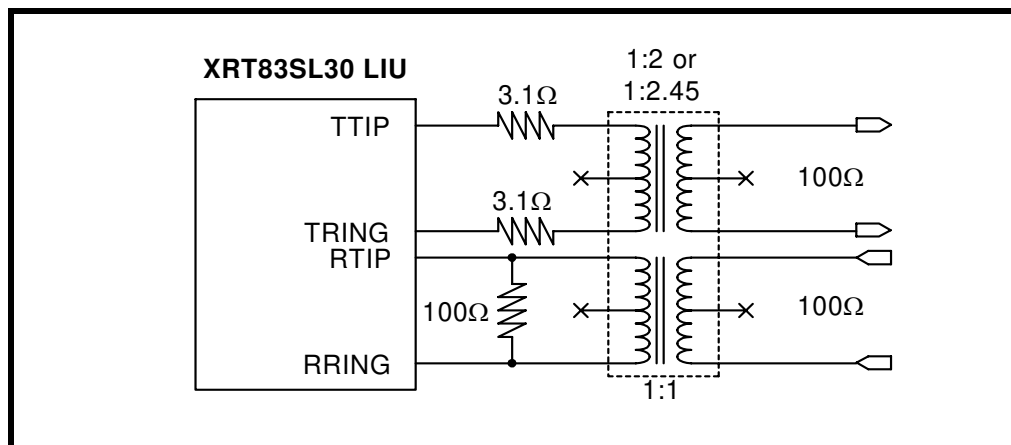 XRT83SL30 LIU
1:2 or
1:2.45
3.1Ω
TTIP
100Ω
3.1Ω
TRING
RTIP
100Ω
100Ω
RRING
1:1